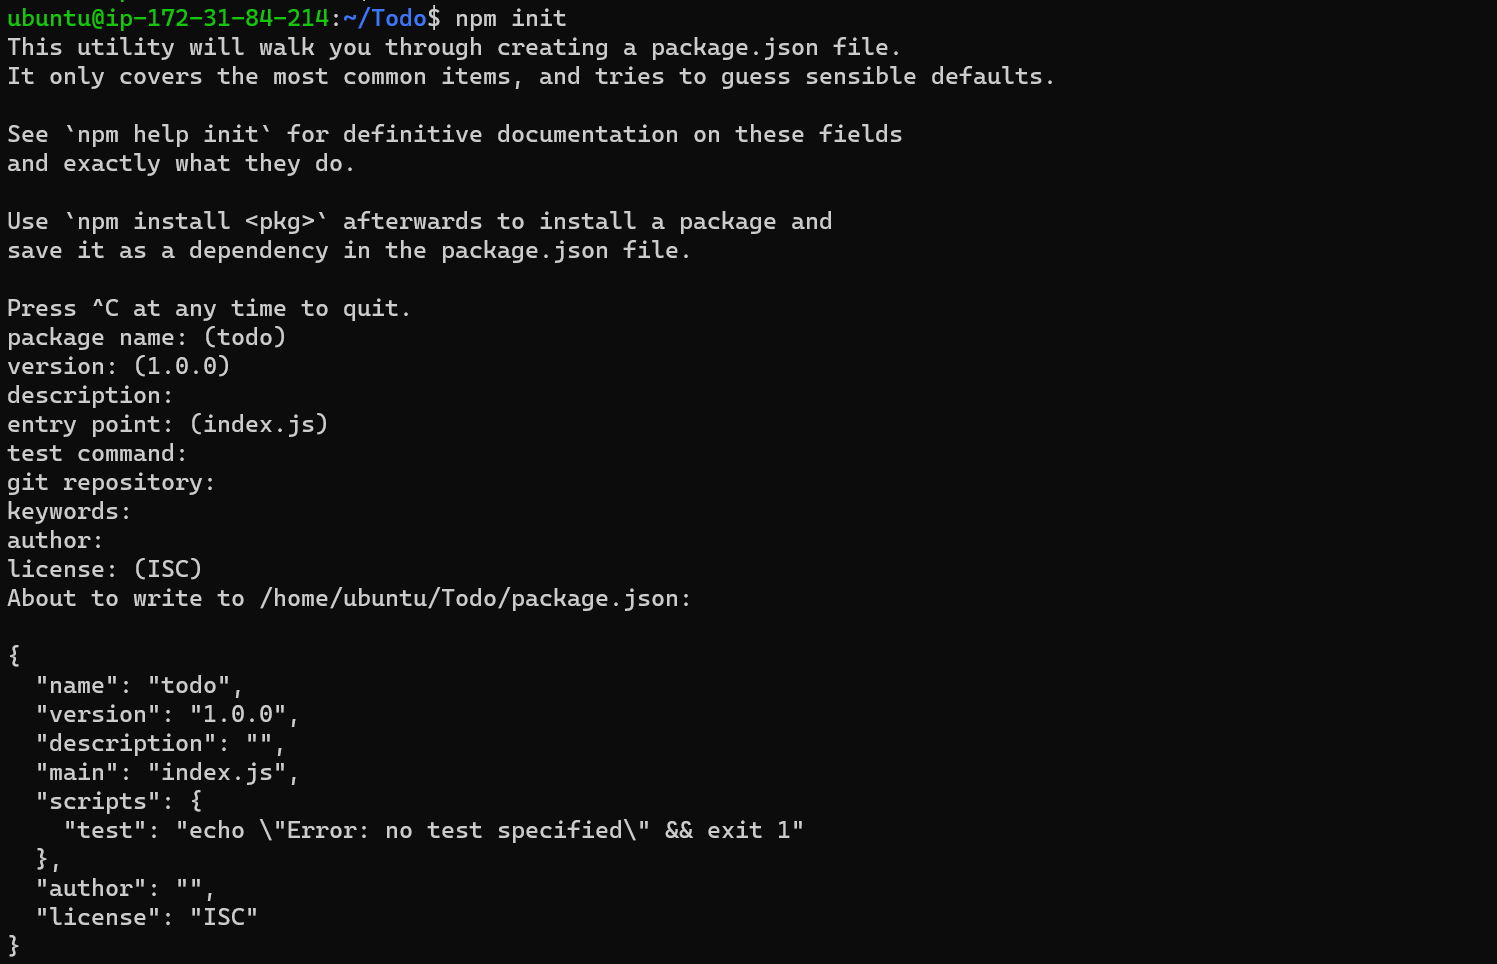 ubuntu@ip-172-31-84-214:~/Todo$ npm init
This utility will walk you through creating a package.json file.
It only covers the most common items, and tries to guess sensible defaults.

See `npm help init` for definitive documentation on these fields
and exactly what they do.

Use `npm install <pkg>` afterwards to install a package and
save it as a dependency in the package.json file.

Press ^C at any time to quit.
package name: (todo)
version: (1.0.0)
description:
entry point: (index.js)
test command:
git repository:
keywords:
author:
license: (ISC)
About to write to /home/ubuntu/Todo/package.json:

{
  "name": "todo",
  "version": "1.0.0",
  "description": "",
  "main": "index.js",
  "scripts": {
    "test": "echo \"Error: no test specified\" && exit 1"
  },
  "author": "",
  "license": "ISC"
}